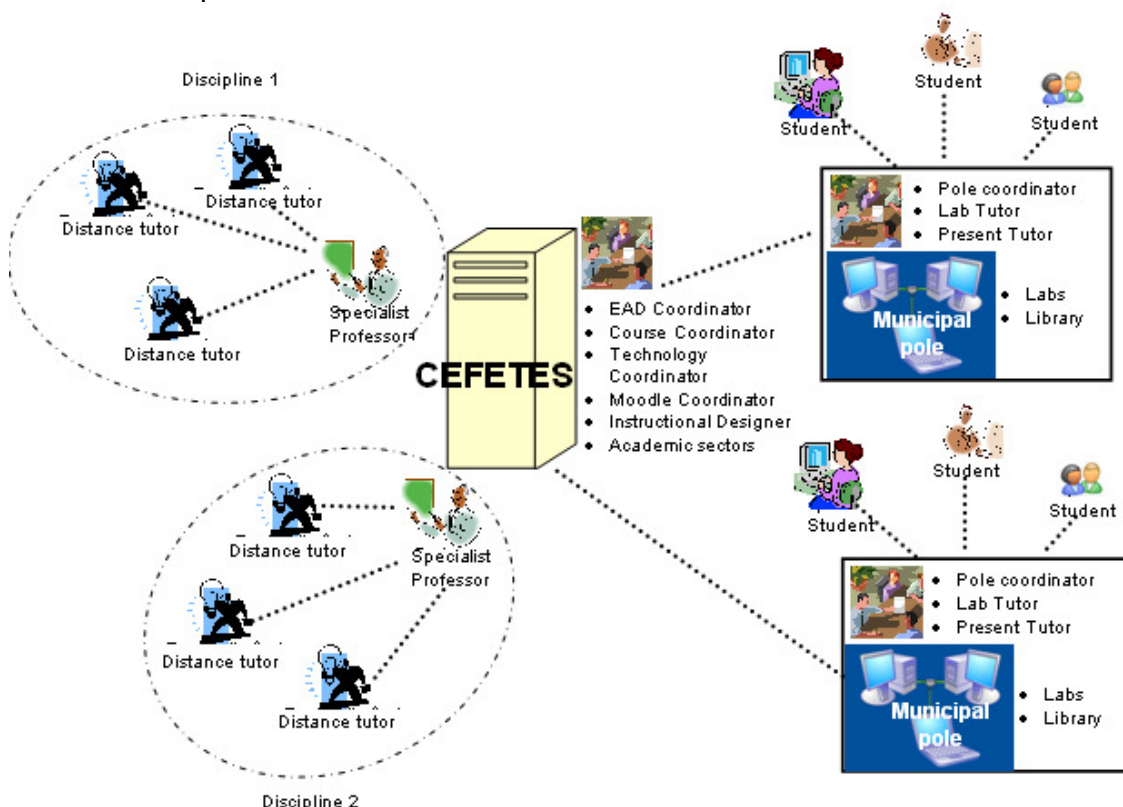 Discipline 1
Distance tutor
Distance tutor
Distance tutor
Specialist
Professor
CEFETES
• EAD Coordinator
• Course Coordinator
• Technology
Coordinator
• Moodle Coordinator
• Instructional Designer
• Academic sectors
Student
Student
Student
• Pole coordinator
• Lab Tutor
• Present Tutor
Municipal
pole
• Labs
• Library
Distance tutor
Distance tutor
Distance tutor
Specialist
Professor
Discipline 2
Student
Student
Student
• Pole coordinator
• Lab Tutor
• Present Tutor
Municipal
pole
• Labs
• Library